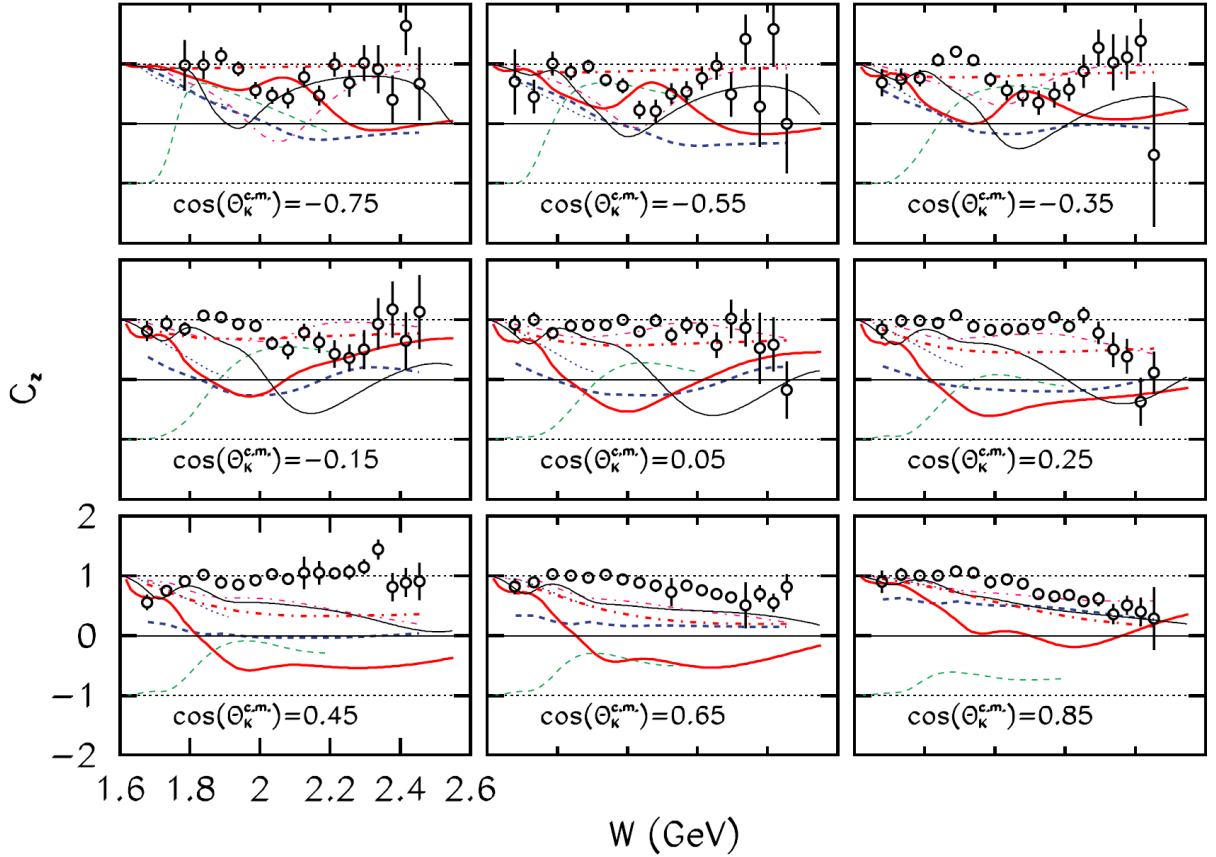 cos(Θ_K^{c.m.})=−0.75
cos(Θ_K^{c.m.})=−0.55
cos(Θ_K^{c.m.})=−0.35
C_z
cos(Θ_K^{c.m.})=−0.15
cos(Θ_K^{c.m.})=0.05
cos(Θ_K^{c.m.})=0.25
2
1
0
−1
−2
cos(Θ_K^{c.m.})=0.45
cos(Θ_K^{c.m.})=0.65
cos(Θ_K^{c.m.})=0.85
1.6 1.8 2 2.2 2.4 2.6
W (GeV)